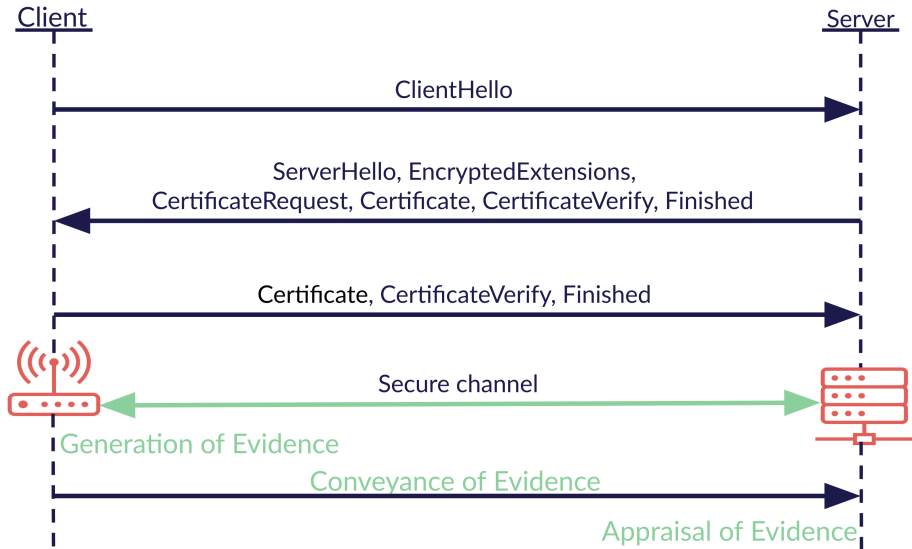 Client
Server
ClientHello
ServerHello, EncryptedExtensions,
CertificateRequest, Certificate, CertificateVerify, Finished
Certificate, CertificateVerify, Finished
Secure channel
Generation of Evidence
Conveyance of Evidence
Appraisal of Evidence